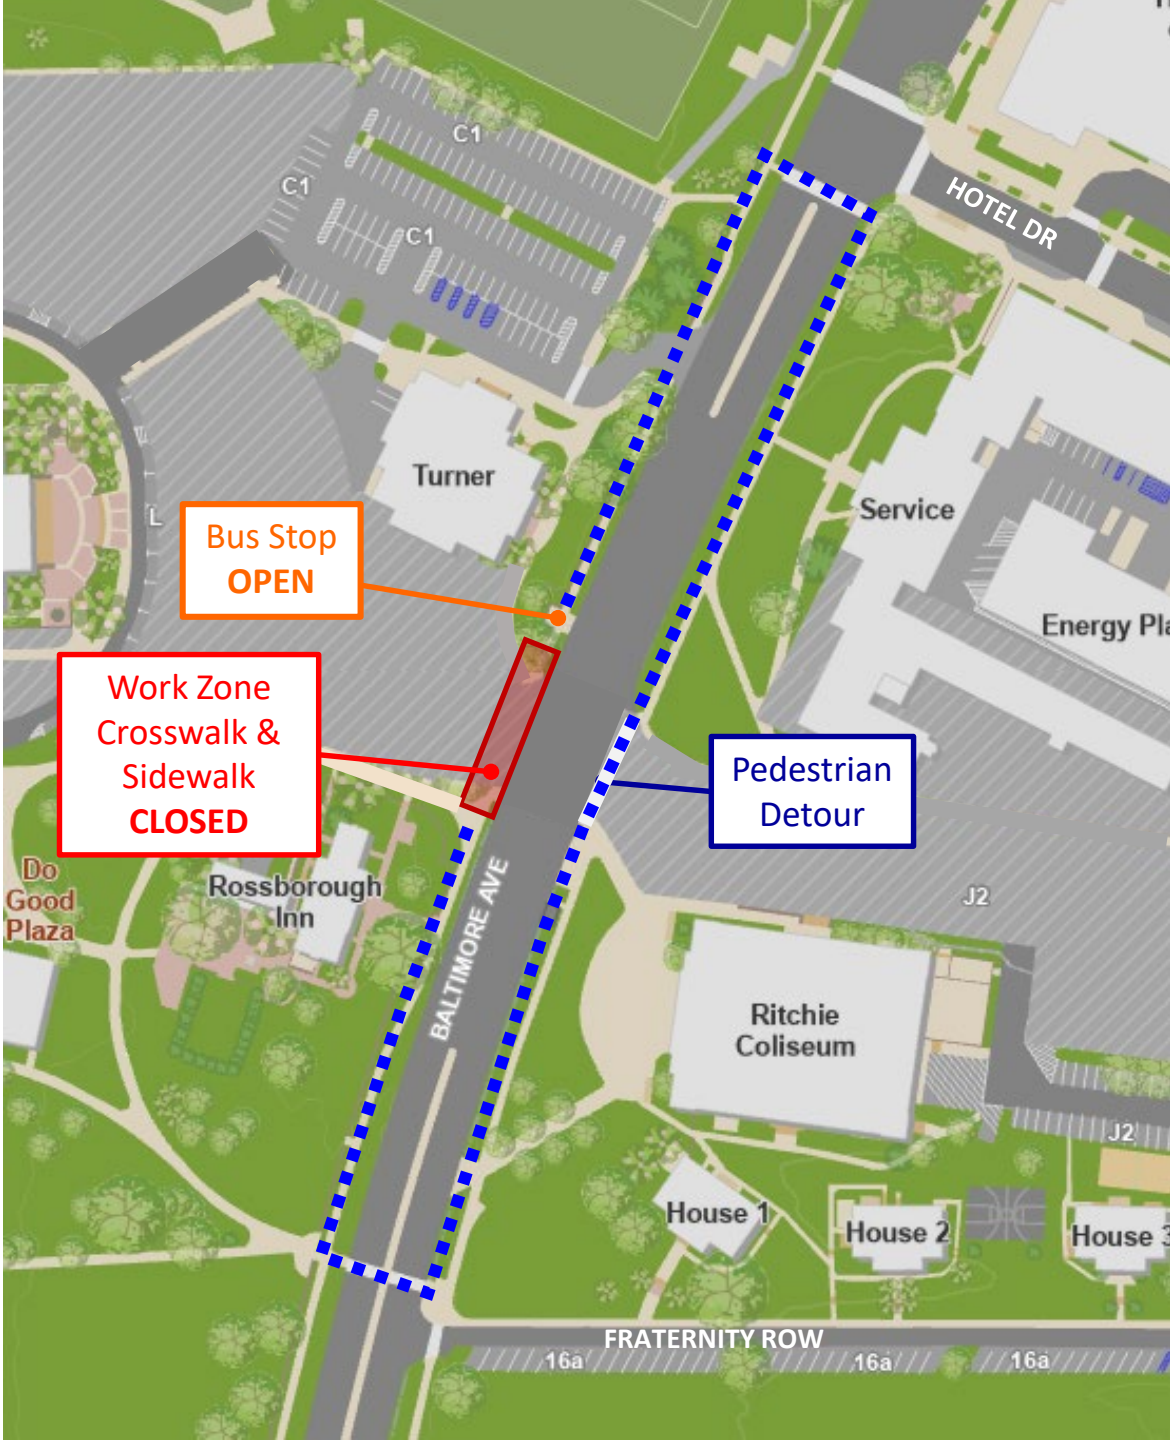 C1
C1
C1
HOTEL DR
Turner
Service
L
Bus Stop
OPEN
Energy Pla
Work Zone
Crosswalk &
Sidewalk
CLOSED
Pedestrian
Detour
Do
Good
Plaza
Rossborough
Inn
BALTIMORE AVE
J2
Ritchie
Coliseum
J2
House 1
House 2
House 3
FRATERNITY ROW
16a
16a
16a